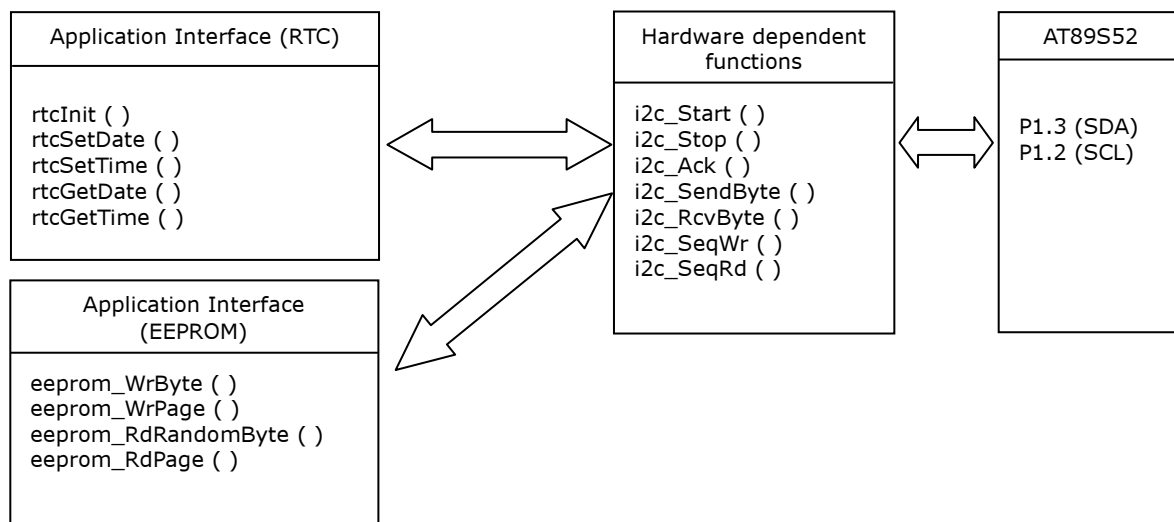 Application Interface (RTC)
rtcInit ( )
rtcSetDate ( )
rtcSetTime ( )
rtcGetDate ( )
rtcGetTime ( )
Application Interface
(EEPROM)
eeprom_WrByte ( )
eeprom_WrPage ( )
eeprom_RdRandomByte ( )
eeprom_RdPage ( )
Hardware dependent
functions
i2c_Start ( )
i2c_Stop ( )
i2c_Ack ( )
i2c_SendByte ( )
i2c_RcvByte ( )
i2c_SeqWr ( )
i2c_SeqRd ( )
AT89S52
P1.3 (SDA)
P1.2 (SCL)